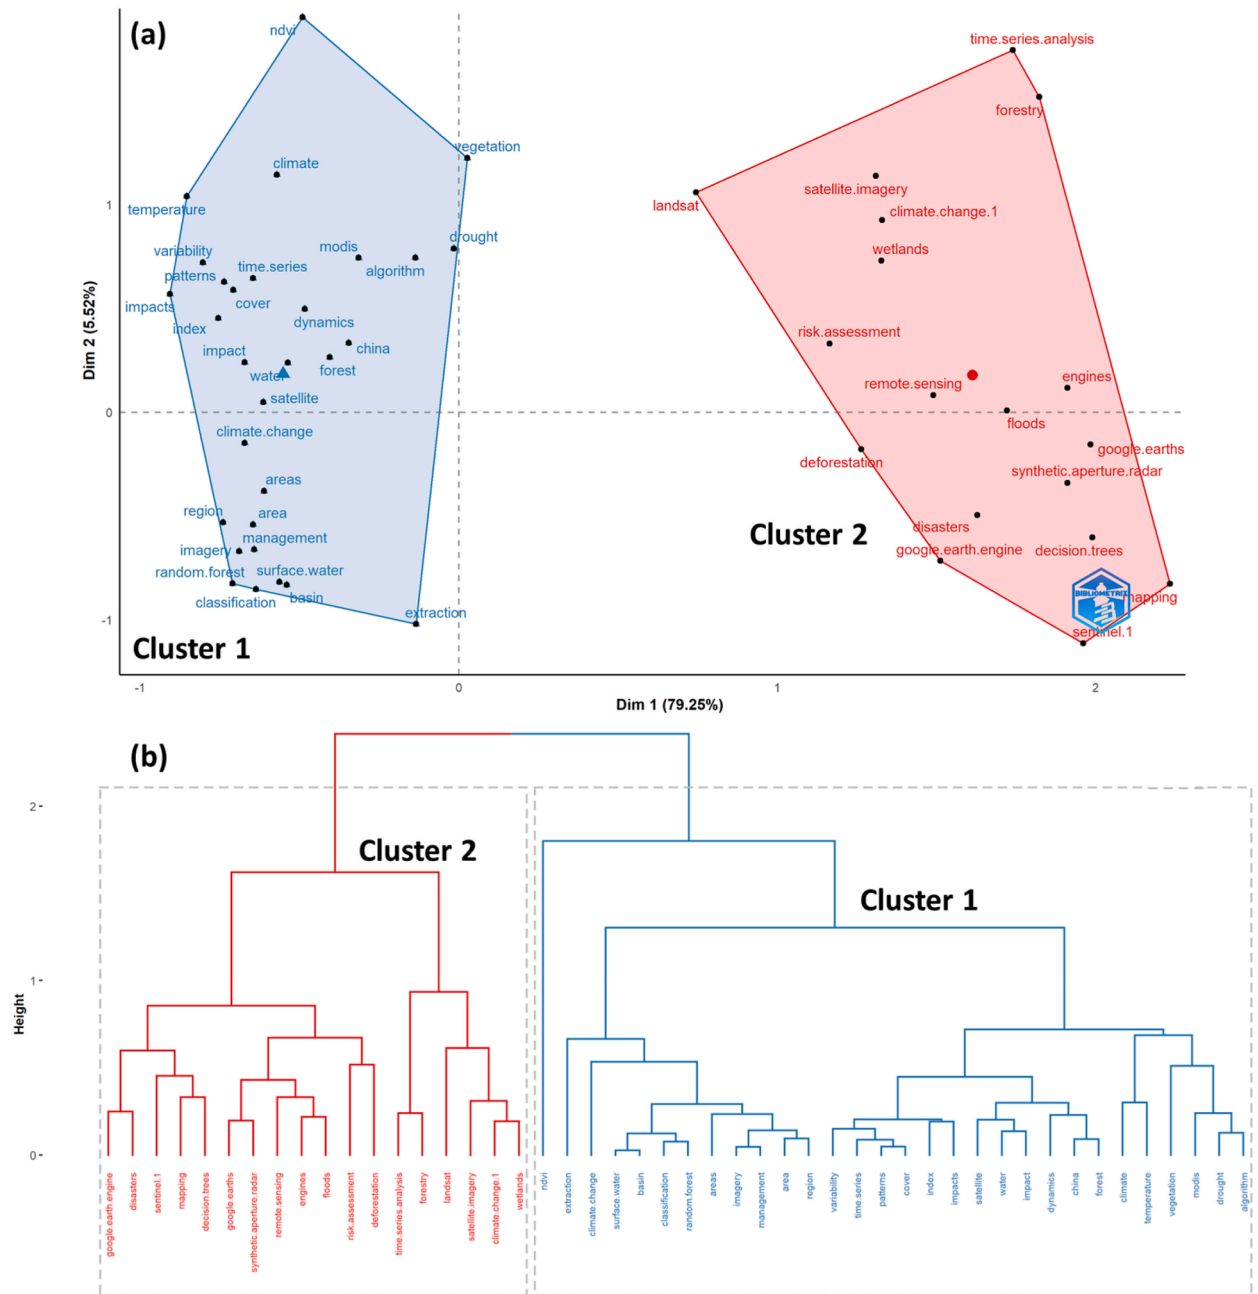 (a)
ndvi
time.series.analysis
forestry
vegetation
climate
satellite.imagery
1
temperature
landsat
climate.change.1
drought
variability
modis
wetlands
time.series
patterns
algorithm
cover
impacts
dynamics
index
risk.assessment
impact
china
forest
water
remote.sensing
engines
satellite
0
floods
climate.change
google.earths
deforestation
synthetic.aperture.radar
areas
region
area
Cluster 2
disasters
management
imagery
google.earth.engine
decision.trees
random.forest
surface.water
BIBLIOMETRIX
classification
basin
mapping
extraction
-1
sentinel.1
Cluster 1
-1
0
1
2
Dim 1 (79.25%)
Dim 2 (5.52%)
(b)
2
Cluster 2
Cluster 1
1
Height
0
google.earth.engine
disasters
sentinel.1
mapping
decision.trees
google.earths
synthetic.aperture.radar
remote.sensing
engines
floods
risk.assessment
deforestation
time.series.analysis
forestry
landsat
satellite.imagery
climate.change.1
wetlands
ndvi
extraction
climate.change
surface.water
basin
classification
random.forest
areas
imagery
management
area
region
variability
time.series
patterns
cover
index
impacts
satellite
water
impact
dynamics
china
forest
climate
temperature
vegetation
modis
drought
algorithm